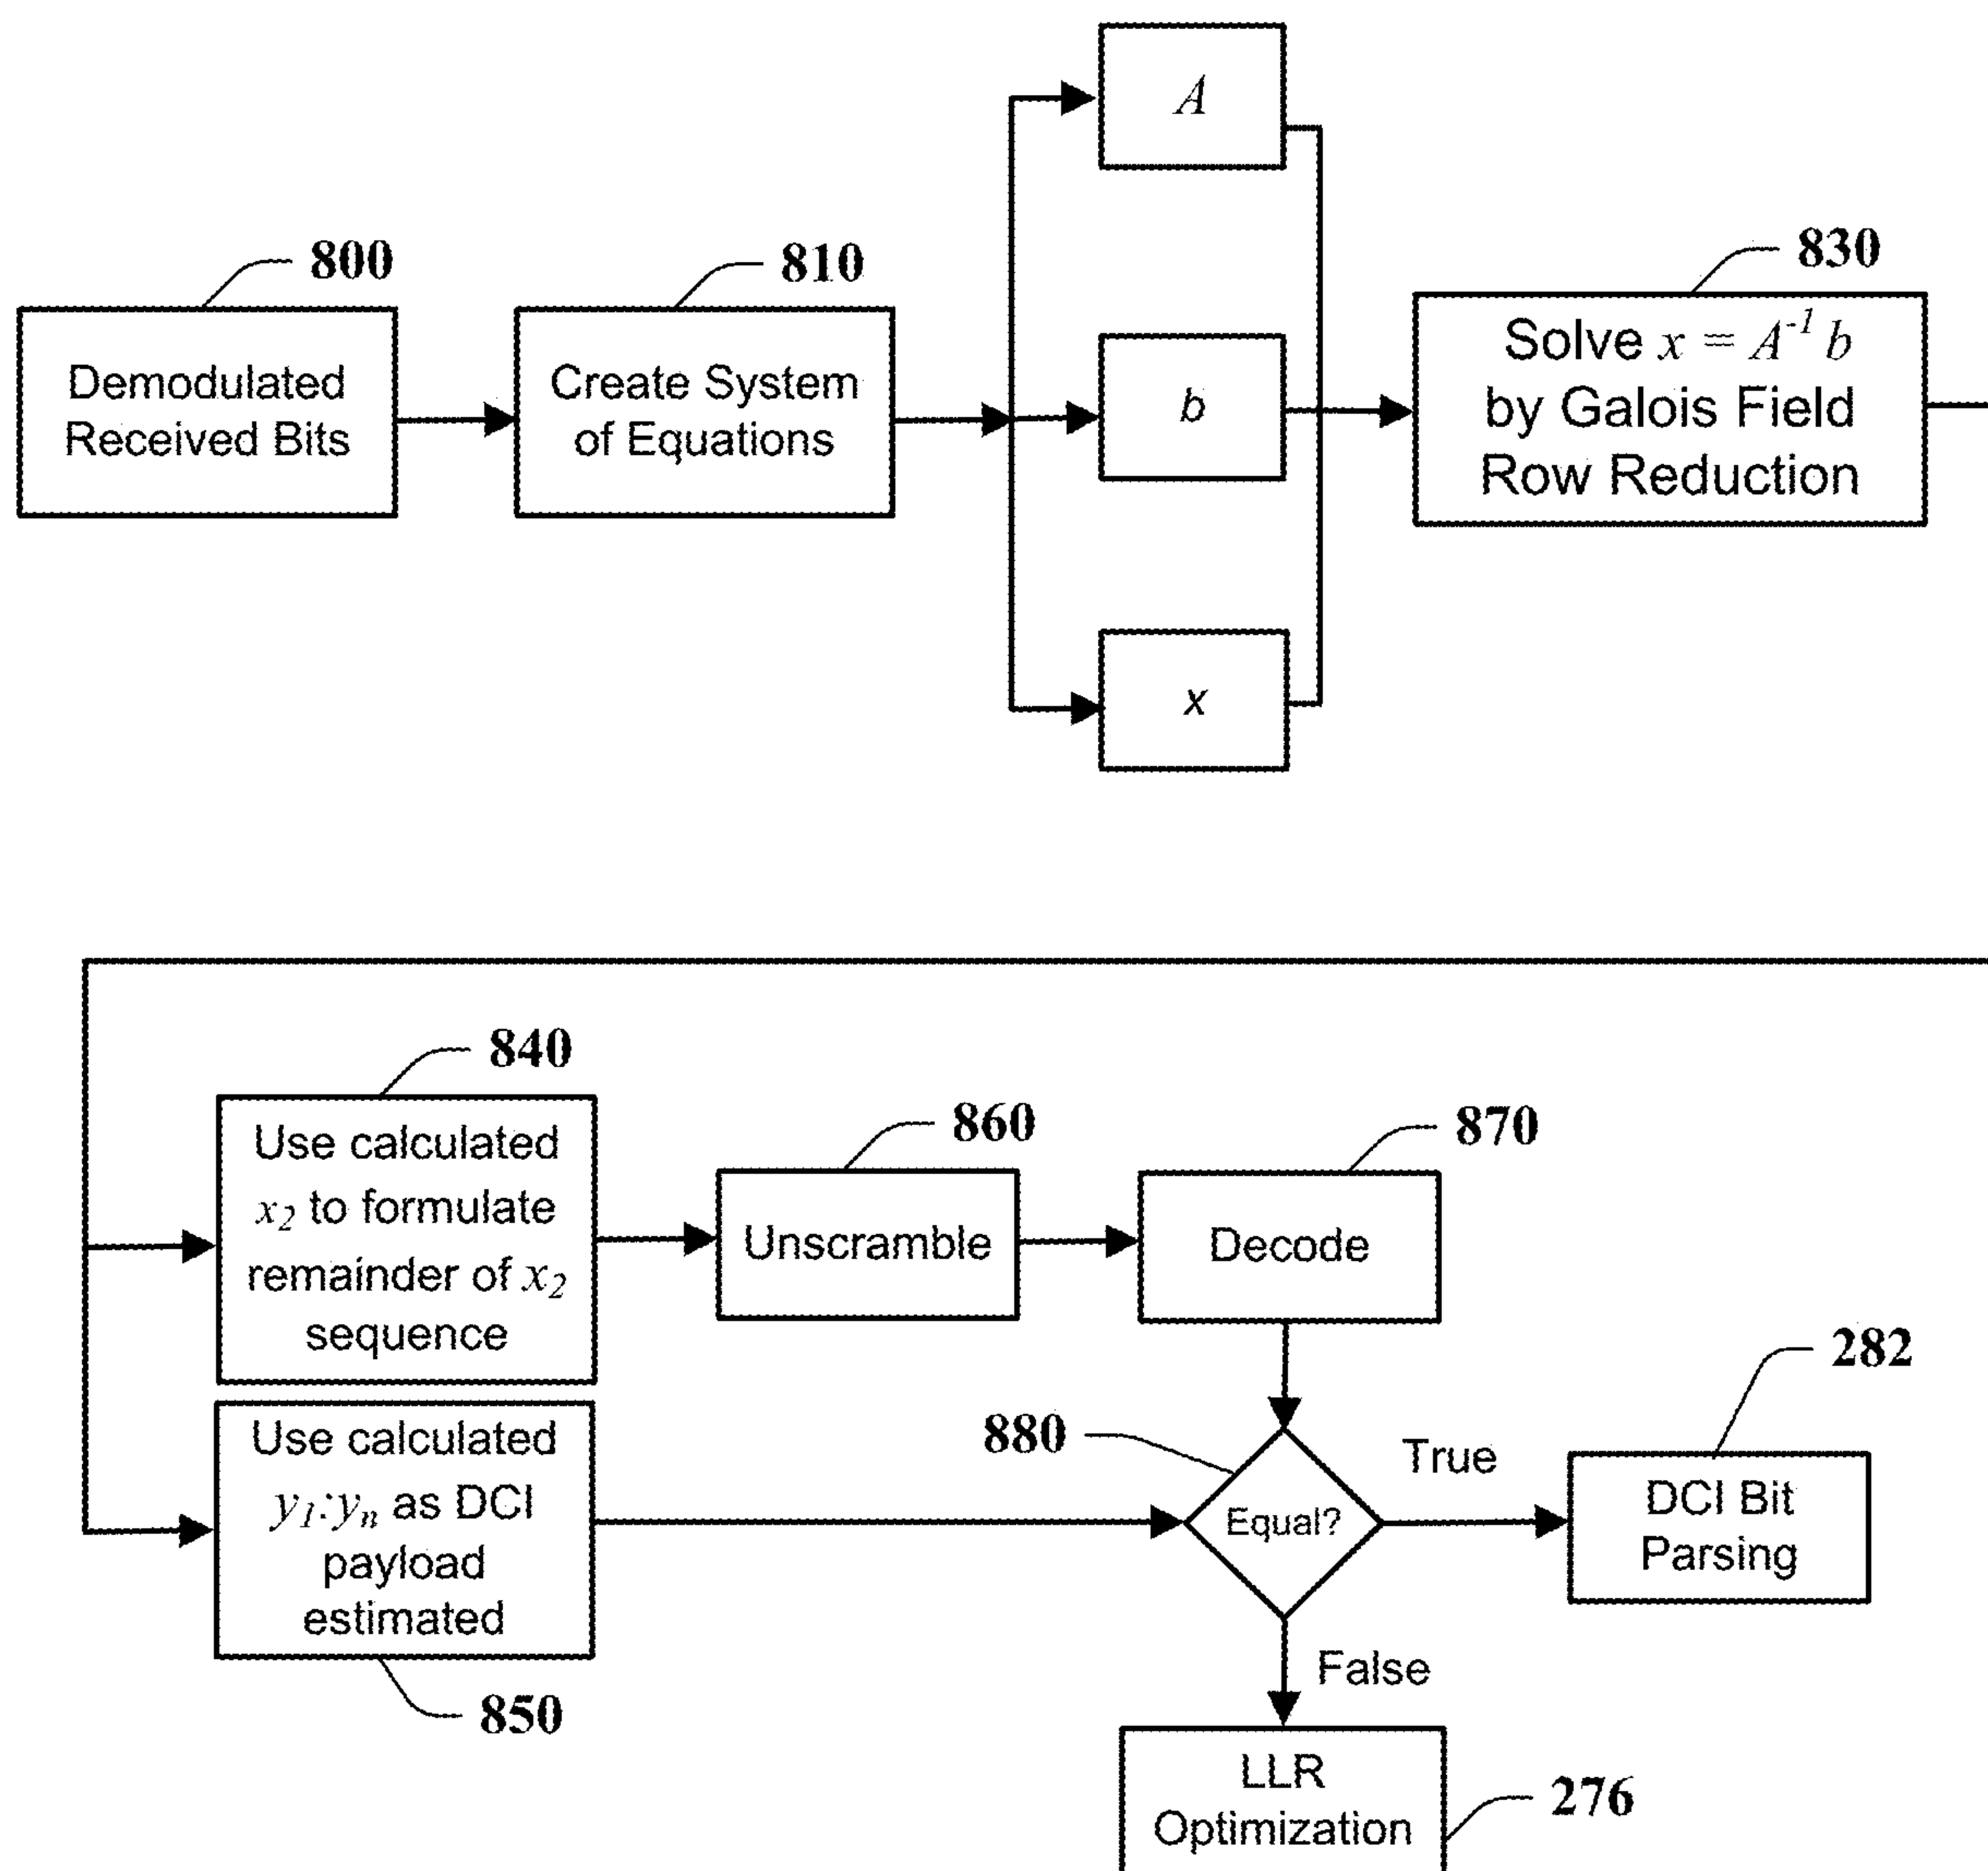 A
800
810
830
Demodulated
Received Bits
Create System
of Equations
b
Solve x = A⁻¹ b
by Galois Field
Row Reduction
x
840
Use calculated
x₂ to formulate
remainder of x₂
sequence
860
Unscramble
870
Decode
282
Use calculated
y₁:yₙ as DCI
payload
estimated
850
880
Equal?
True
DCI Bit
Parsing
False
LLR
Optimization
276